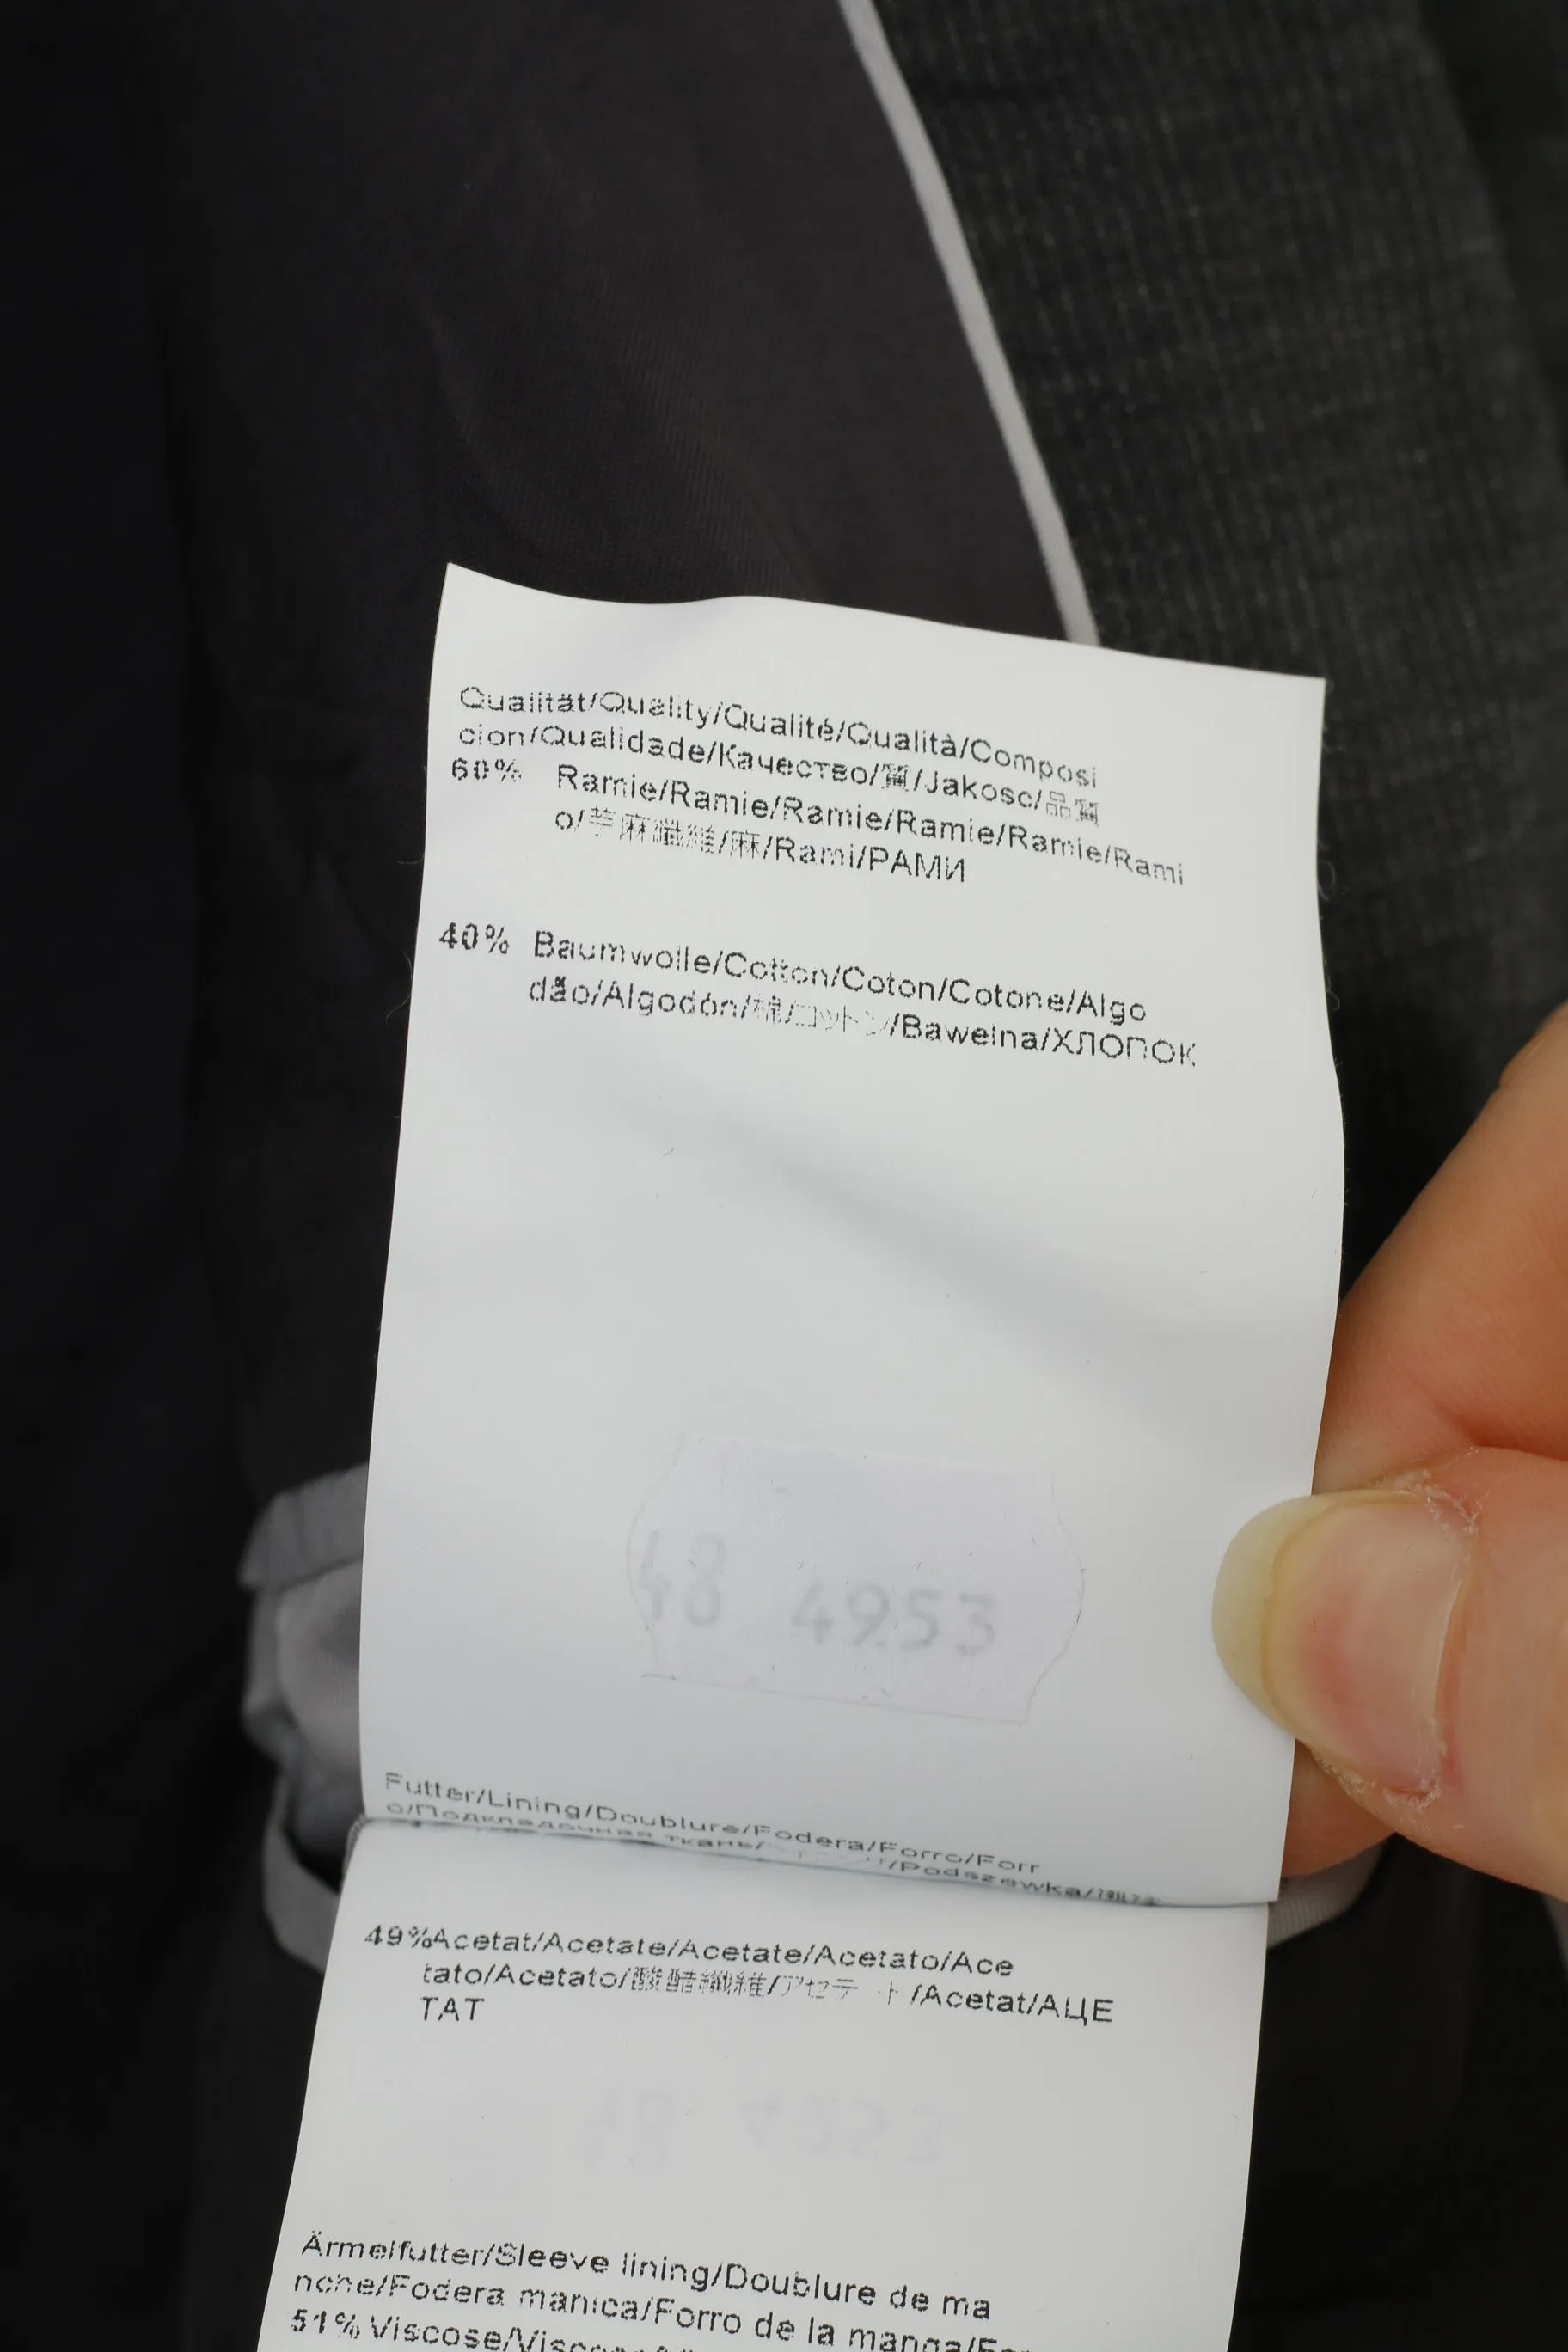 Qualität/Quality/Qualité/Qualità/Composi
cion/Qualidade/Качество/質/Jakosc/品質
60% Ramie/Ramie/Ramie/Ramie/Ramie/Rami
o/苧麻纖維/麻/Rami/РАМИ
40% Baumwolle/Cotton/Coton/Cotone/Algo
dão/Algodón/棉/コットン/Bawelna/ХЛОПОК
48 4953
Futter/Lining/Doublure/Fodera/Forro/Forr
o/Подкладочная ткань/ /Podszewka/
49%Acetat/Acetate/Acetate/Acetato/Ace
tato/Acetato/酸醋纖維/アセテート/Acetat/АЦЕ
ТАТ
Ärmelfutter/Sleeve lining/Doublure de ma
nche/Fodera manica/Forro de la manga/
51% Viscose/